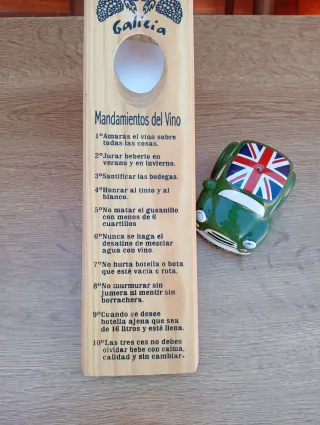 Galicia
Mandamientos del Vino
1ºAmarás el vino sobre
todas las cosas.
2ºJurar beberlo en
verano y en invierno.
3ºSantificar las bodegas.
4ºHonrar al tinto y al
blanco.
5ºNo matar el gusanillo
con menos de 6
cuartillos
6ºNunca se haga el
desatino de mezclar
agua con vino.
7ºNo hurta botella o bota
que esté vacía o rota.
8ºNo murmurar sin
jumera ni mentir sin
borrachera.
9ºCuando se desee
botella ajena que sea
de 16 litros y esté llena.
10ºLas tres ces no debes
olvidar bebe con calma,
calidad y sin cambiar.